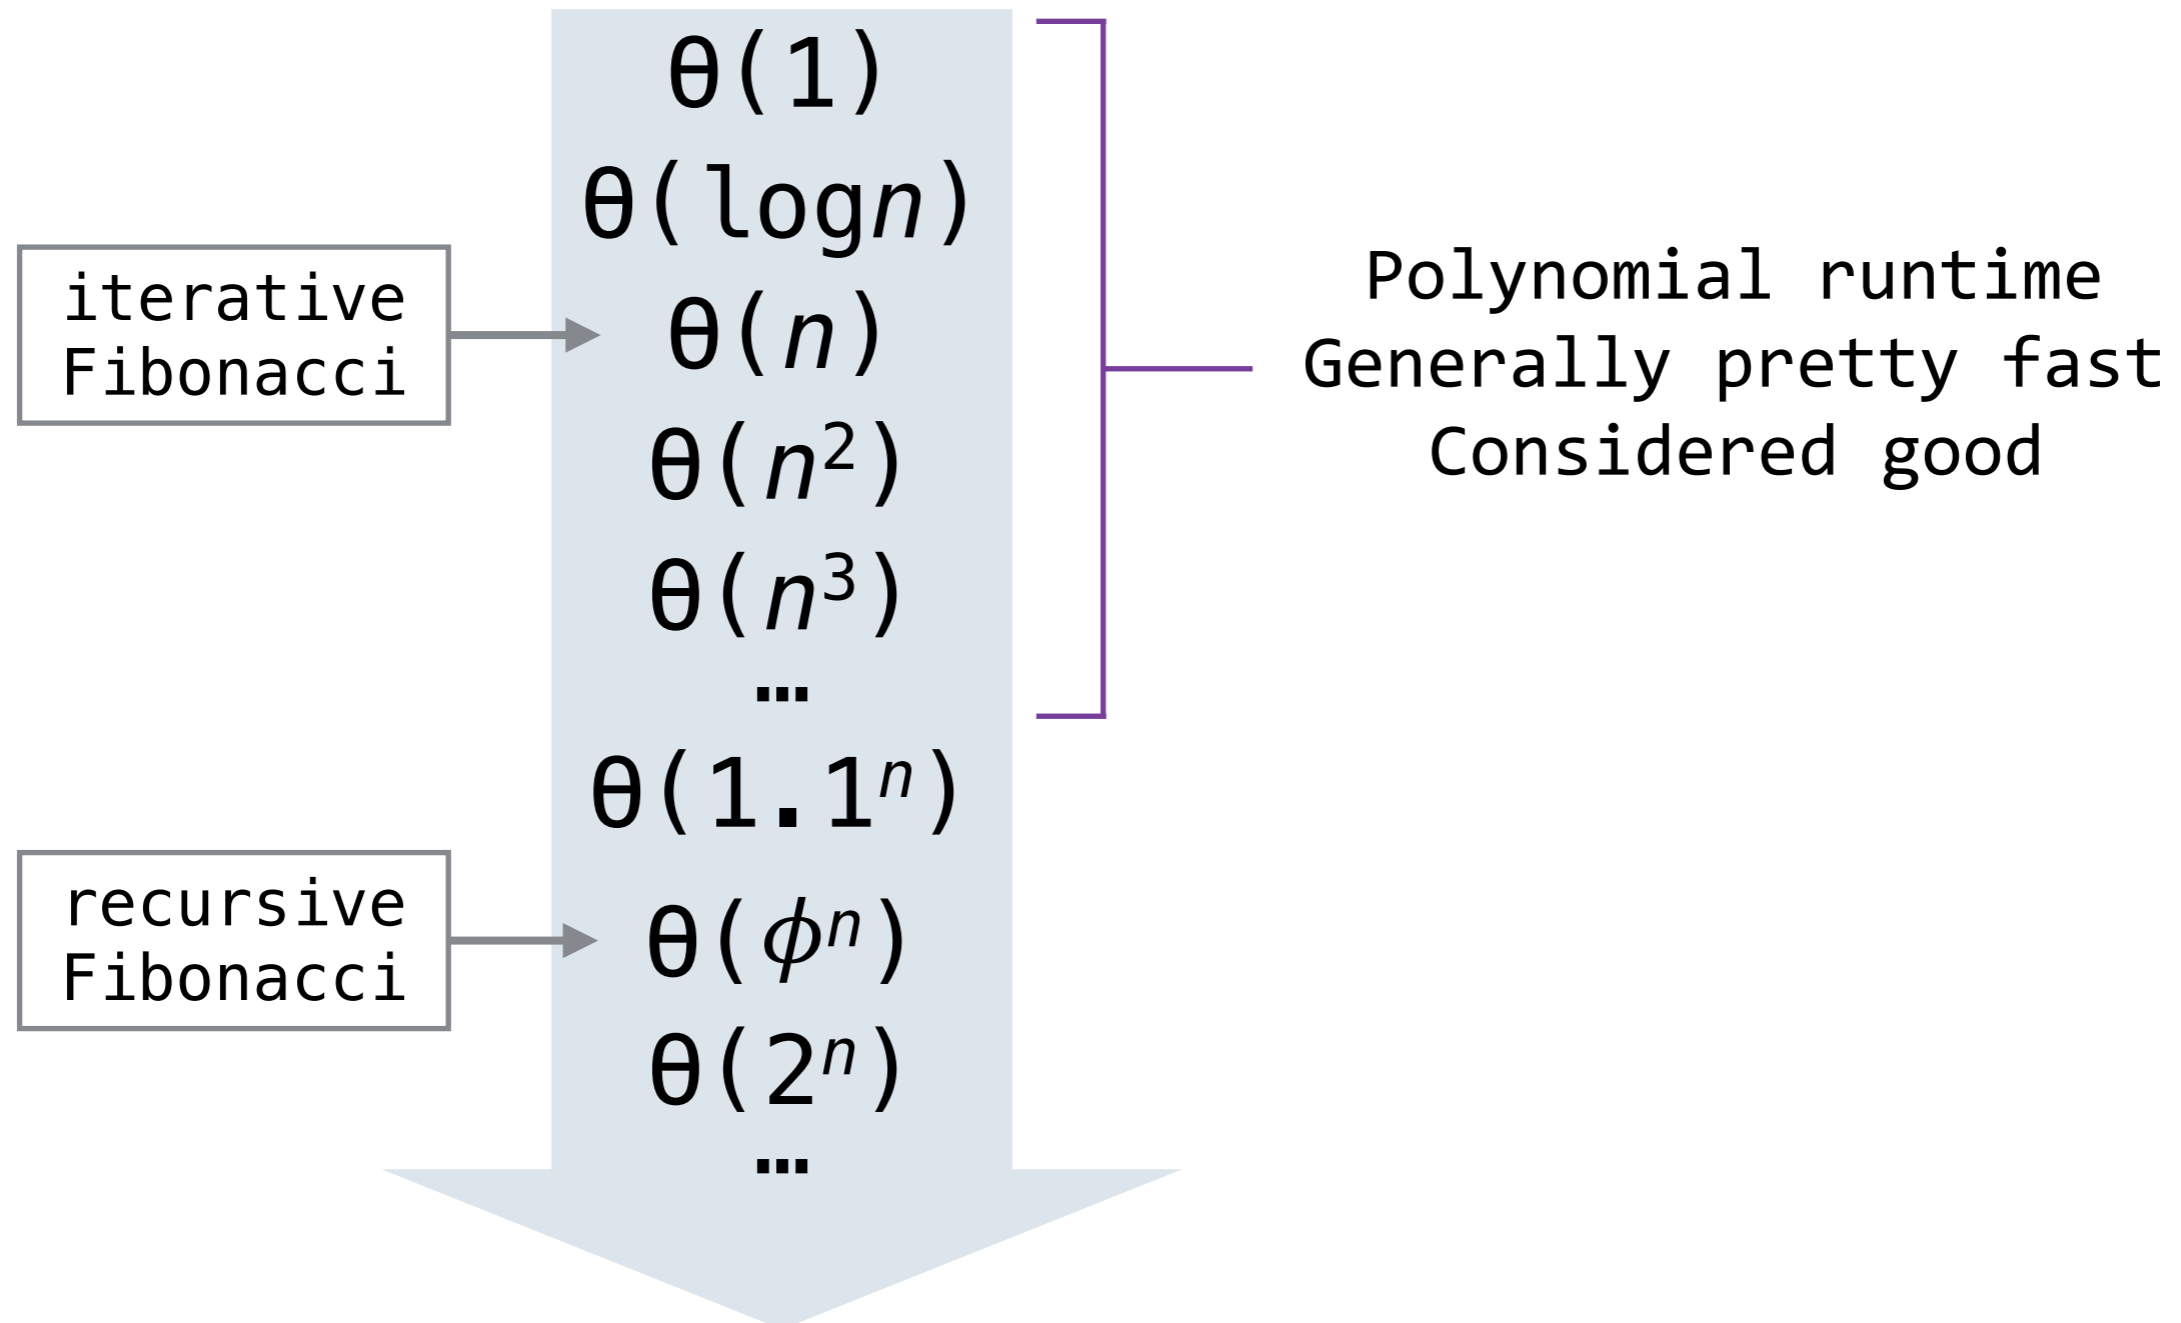 θ(1)
θ(logn)
iterative
Fibonacci
θ(n)
θ(n²)
θ(n³)
…
Polynomial runtime
Generally pretty fast
Considered good
θ(1.1ⁿ)
recursive
Fibonacci
θ(ϕⁿ)
θ(2ⁿ)
…